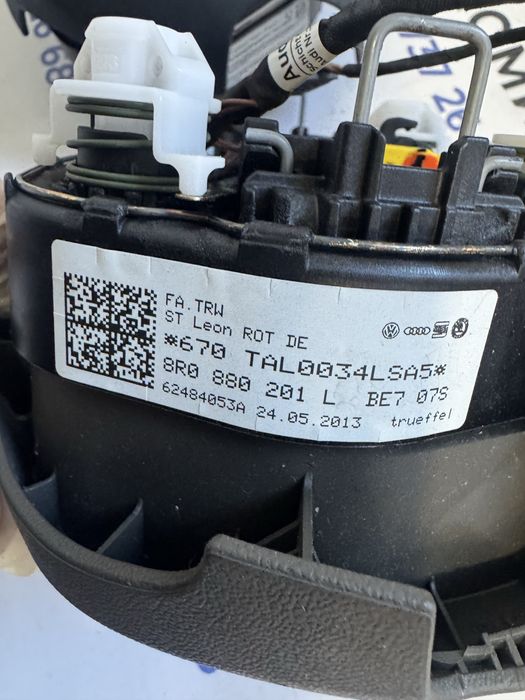 FA.TRW
ST Leon ROT DE
*670 TAL0034LSA5*
8R0 880 201 L BE7 07S
62484053A 24.05.2013 trueffel